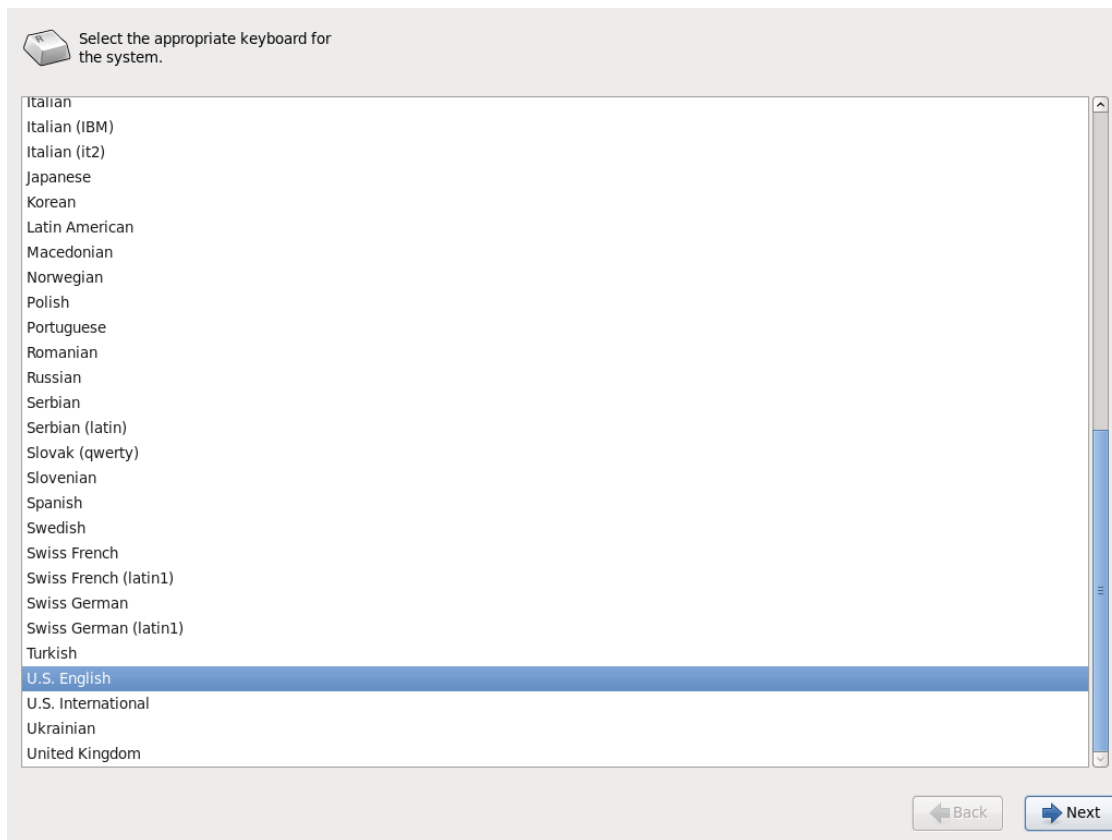 Select the appropriate keyboard for
the system.
Italian
Italian (IBM)
Italian (it2)
Japanese
Korean
Latin American
Macedonian
Norwegian
Polish
Portuguese
Romanian
Russian
Serbian
Serbian (latin)
Slovak (qwerty)
Slovenian
Spanish
Swedish
Swiss French
Swiss French (latin1)
Swiss German
Swiss German (latin1)
Turkish
U.S. English
U.S. International
Ukrainian
United Kingdom
Back
Next